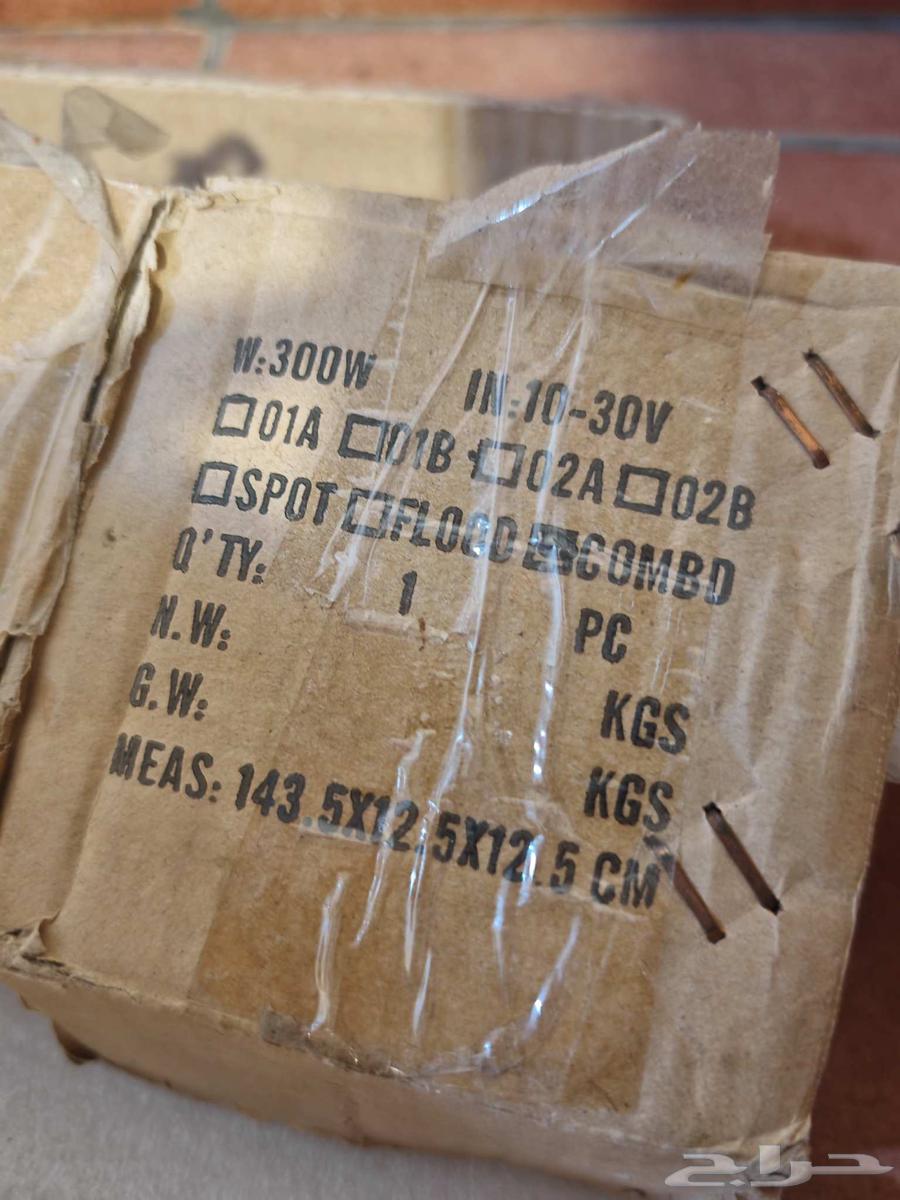 W:300W IN:10-30V
☐01A ☐01B ☐02A ☐02B
☐SPOT ☐FLOOD ☑COMBO
Q'TY: 1 PC
N.W: KGS
G.W: KGS
MEAS: 143.5X12.5X12.5 CM
حراج